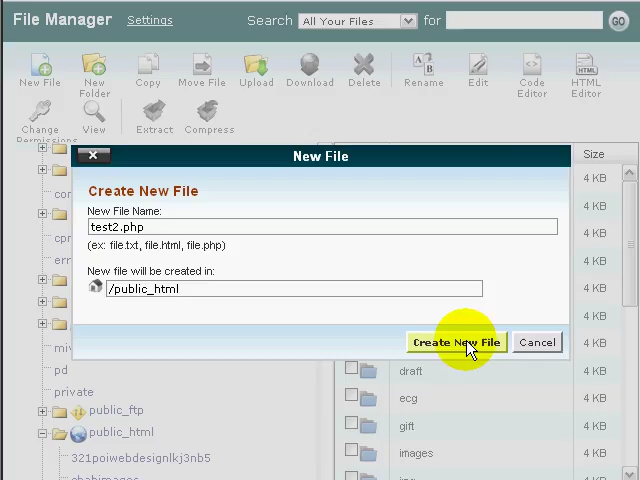 File Manager Settings Search All Your Files for GO
New File New Folder Copy Move File Upload Download Delete Rename Edit Code Editor HTML Editor
Change Permissions View Extract Compress
New File
Size
Create New File
4 KB
New File Name:
4 KB
test2.php
4 KB
(ex: file.txt, file.html, file.php)
4 KB
New file will be created in:
4 KB
/public_html
4 KB
Create New File Cancel
4 KB
pd draft 4 KB
private ecg 4 KB
public_ftp
gift 4 KB
public_html
images 4 KB
321poiwebdesignlkj3nb5